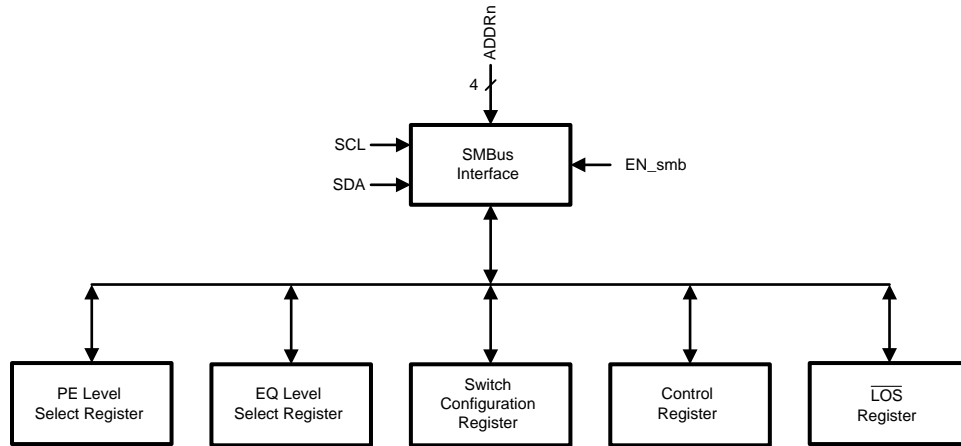 ADDRn
4
SCL
SDA
SMBus
Interface
EN_smb
PE Level
Select Register
EQ Level
Select Register
Switch
Configuration
Register
Control
Register
L̅O̅S̅
Register